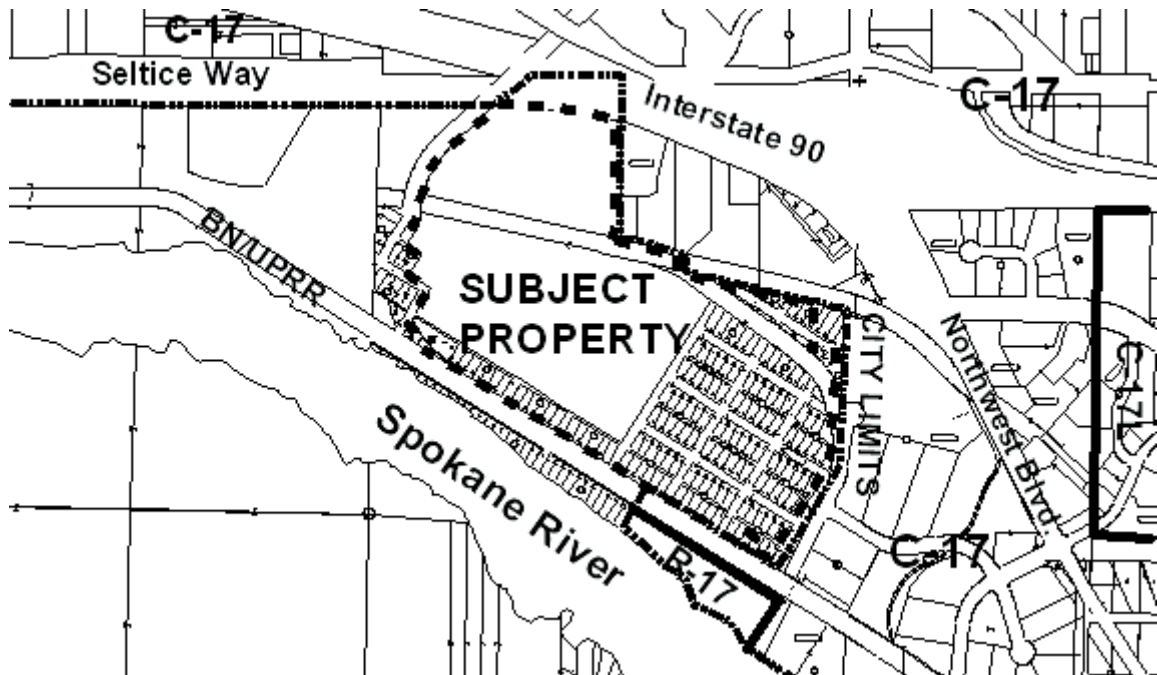 C-17
Seltice Way
Interstate 90
C-17
BN/UPRR
SUBJECT
PROPERTY
CITY LIMITS
Northwest Blvd.
C-17L
Spokane River
R-17
C-17